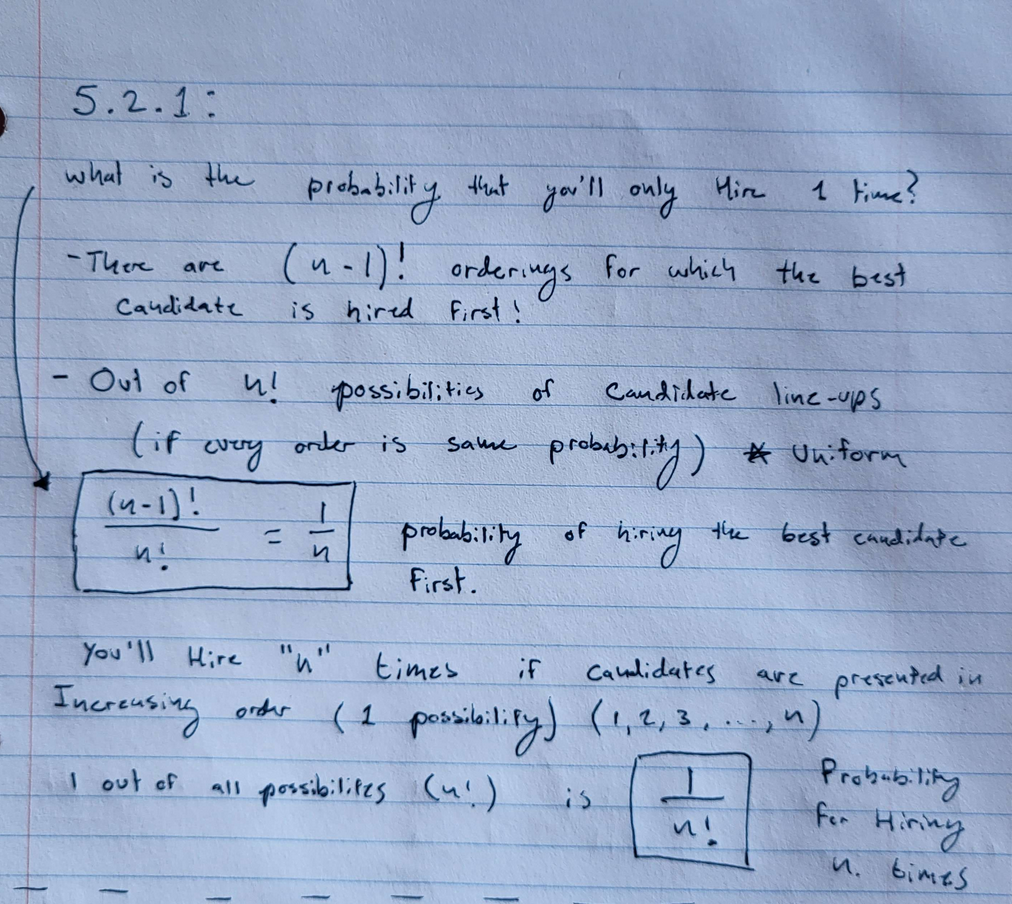 5.2.1:
what is the probability that you'll only Hire 1 time?
- There are (n-1)! orderings for which the best
candidate is hired first!
- Out of n! possibilities of candidate line-ups
(if every order is same probability) * Uniform
(n-1)! / n! = 1/n probability of hiring the best candidate
first.
You'll Hire "n" times if candidates are presented in
Increasing order (1 possibility) (1, 2, 3, ..., n)
1 out of all possibilites (n!) is 1/n! Probability
for Hiring
n. times